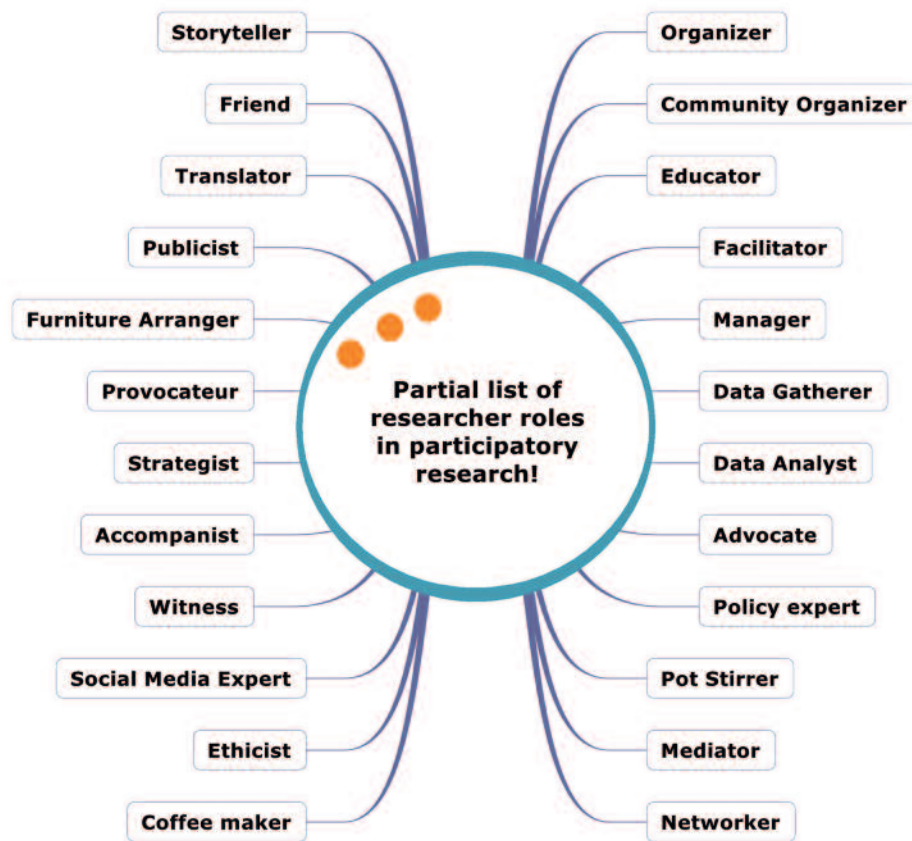 Storyteller
Friend
Translator
Publicist
Furniture Arranger
Provocateur
Strategist
Accompanist
Witness
Social Media Expert
Ethicist
Coffee maker
Partial list of
researcher roles
in participatory
research!
Organizer
Community Organizer
Educator
Facilitator
Manager
Data Gatherer
Data Analyst
Advocate
Policy expert
Pot Stirrer
Mediator
Networker